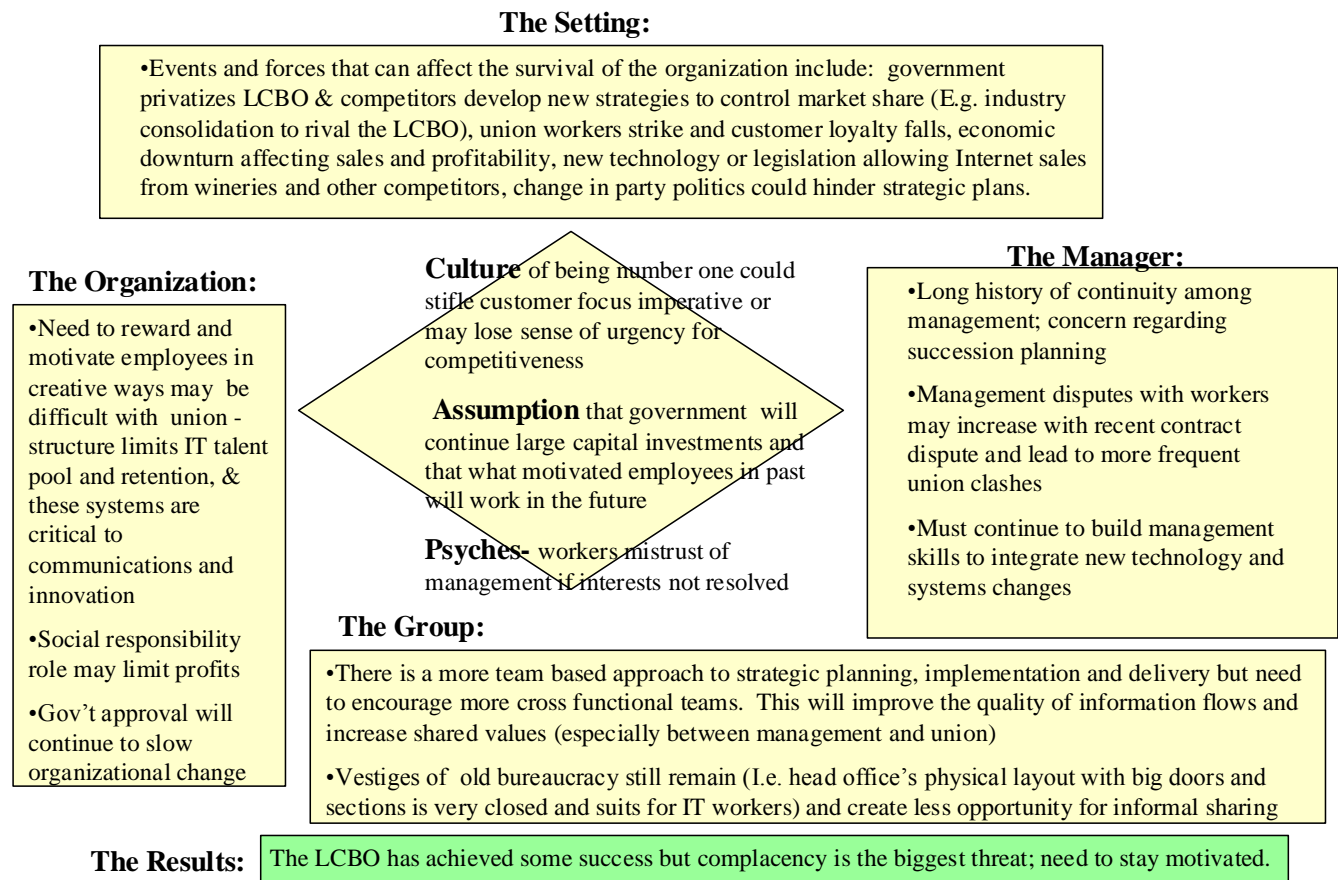 The Setting:
•Events and forces that can affect the survival of the organization include:  government
privatizes LCBO & competitors develop new strategies to control market share (E.g. industry
consolidation to rival the LCBO), union workers strike and customer loyalty falls, economic
downturn affecting sales and profitability, new technology or legislation allowing Internet sales
from wineries and other competitors, change in party politics could hinder strategic plans.
The Organization:
•Need to reward and
motivate employees in
creative ways may  be
difficult with  union -
structure limits IT talent
pool and retention, &
these systems are
critical to
communications and
innovation
•Social responsibility
role may limit profits
•Gov't approval will
continue to slow
organizational change
Culture of being number one could
stifle customer focus imperative or
may lose sense of urgency for
competitiveness
Assumption that government  will
continue large capital investments and
that what motivated employees in past
will work in the future
Psyches- workers mistrust of
management if interests not resolved
The Manager:
•Long history of continuity among
management; concern regarding
succession planning
•Management disputes with workers
may increase with recent contract
dispute and lead to more frequent
union clashes
•Must continue to build management
skills to integrate new technology and
systems changes
The Group:
•There is a more team based approach to strategic planning, implementation and delivery but need
to encourage more cross functional teams.  This will improve the quality of information flows and
increase shared values (especially between management and union)
•Vestiges of  old bureaucracy still remain (I.e. head office's physical layout with big doors and
sections is very closed and suits for IT workers) and create less opportunity for informal sharing
The Results:
The LCBO has achieved some success but complacency is the biggest threat; need to stay motivated.